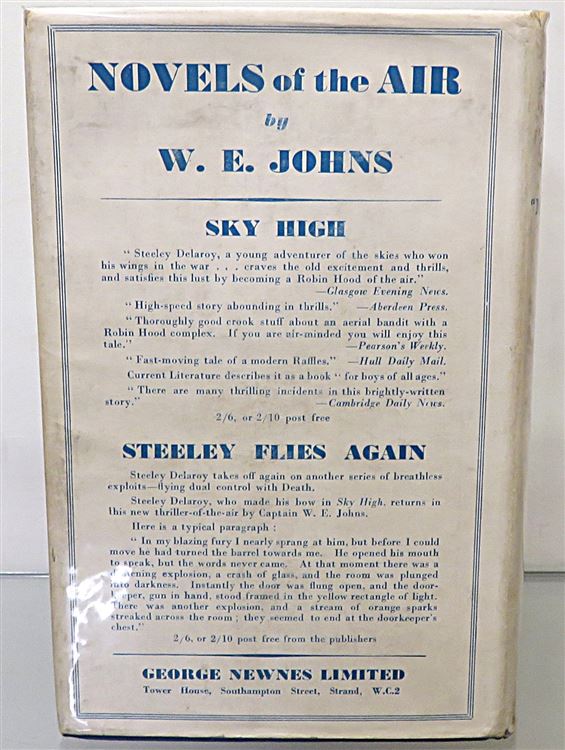 NOVELS of the AIR
by
W. E. JOHNS
SKY HIGH
"Steeley Delaroy, a young adventurer of the skies who won
his wings in the war . . . craves the old excitement and thrills,
and satisfies this lust by becoming a Robin Hood of the air."
—Glasgow Evening News.
"High-speed story abounding in thrills." —Aberdeen Press.
"Thoroughly good crook stuff about an aerial bandit with a
Robin Hood complex. If you are air-minded you will enjoy this
tale." —Pearson's Weekly.
"Fast-moving tale of a modern Raffles." —Hull Daily Mail.
Current Literature describes it as a book "for boys of all ages."
"There are many thrilling incidents in this brightly-written
story." —Cambridge Daily News.
2/6, or 2/10 post free
STEELEY FLIES AGAIN
Steeley Delaroy takes off again on another series of breathless
exploits—flying dual control with Death.
Steeley Delaroy, who made his bow in Sky High, returns in
this new thriller-of-the-air by Captain W. E. Johns.
Here is a typical paragraph :
"In my blazing fury I nearly sprang at him, but before I could
move he had turned the barrel towards me. He opened his mouth
to speak, but the words never came. At that moment there was a
explosion, a crash of glass, and the room was plunged
into darkness. Instantly the door was flung open, and the door-
keeper, gun in hand, stood framed in the yellow rectangle of light.
There was another explosion, and a stream of orange sparks
streaked across the room ; they seemed to end at the doorkeeper's
chest."
2/6, or 2/10 post free from the publishers
GEORGE NEWNES LIMITED
Tower House, Southampton Street, Strand, W.C.2